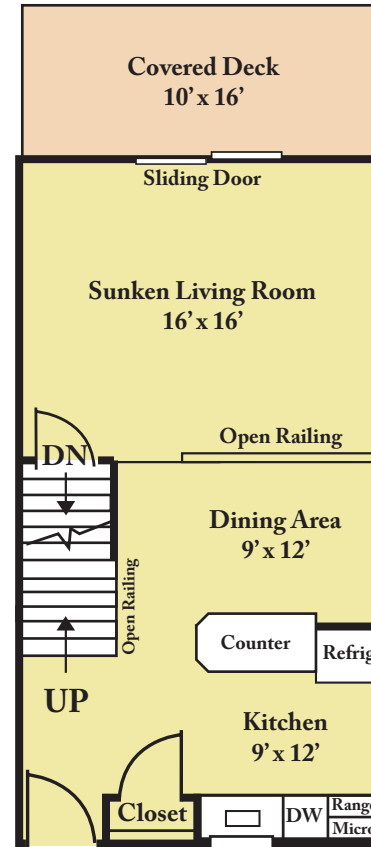 Covered Deck
10’ x 16’
Sliding Door
Sunken Living Room
16’ x 16’
Open Railing
DN
Dining Area
9’ x 12’
Open Railing
Counter
Refrig
UP
Kitchen
9’ x 12’
Closet
DW
Range
Micro